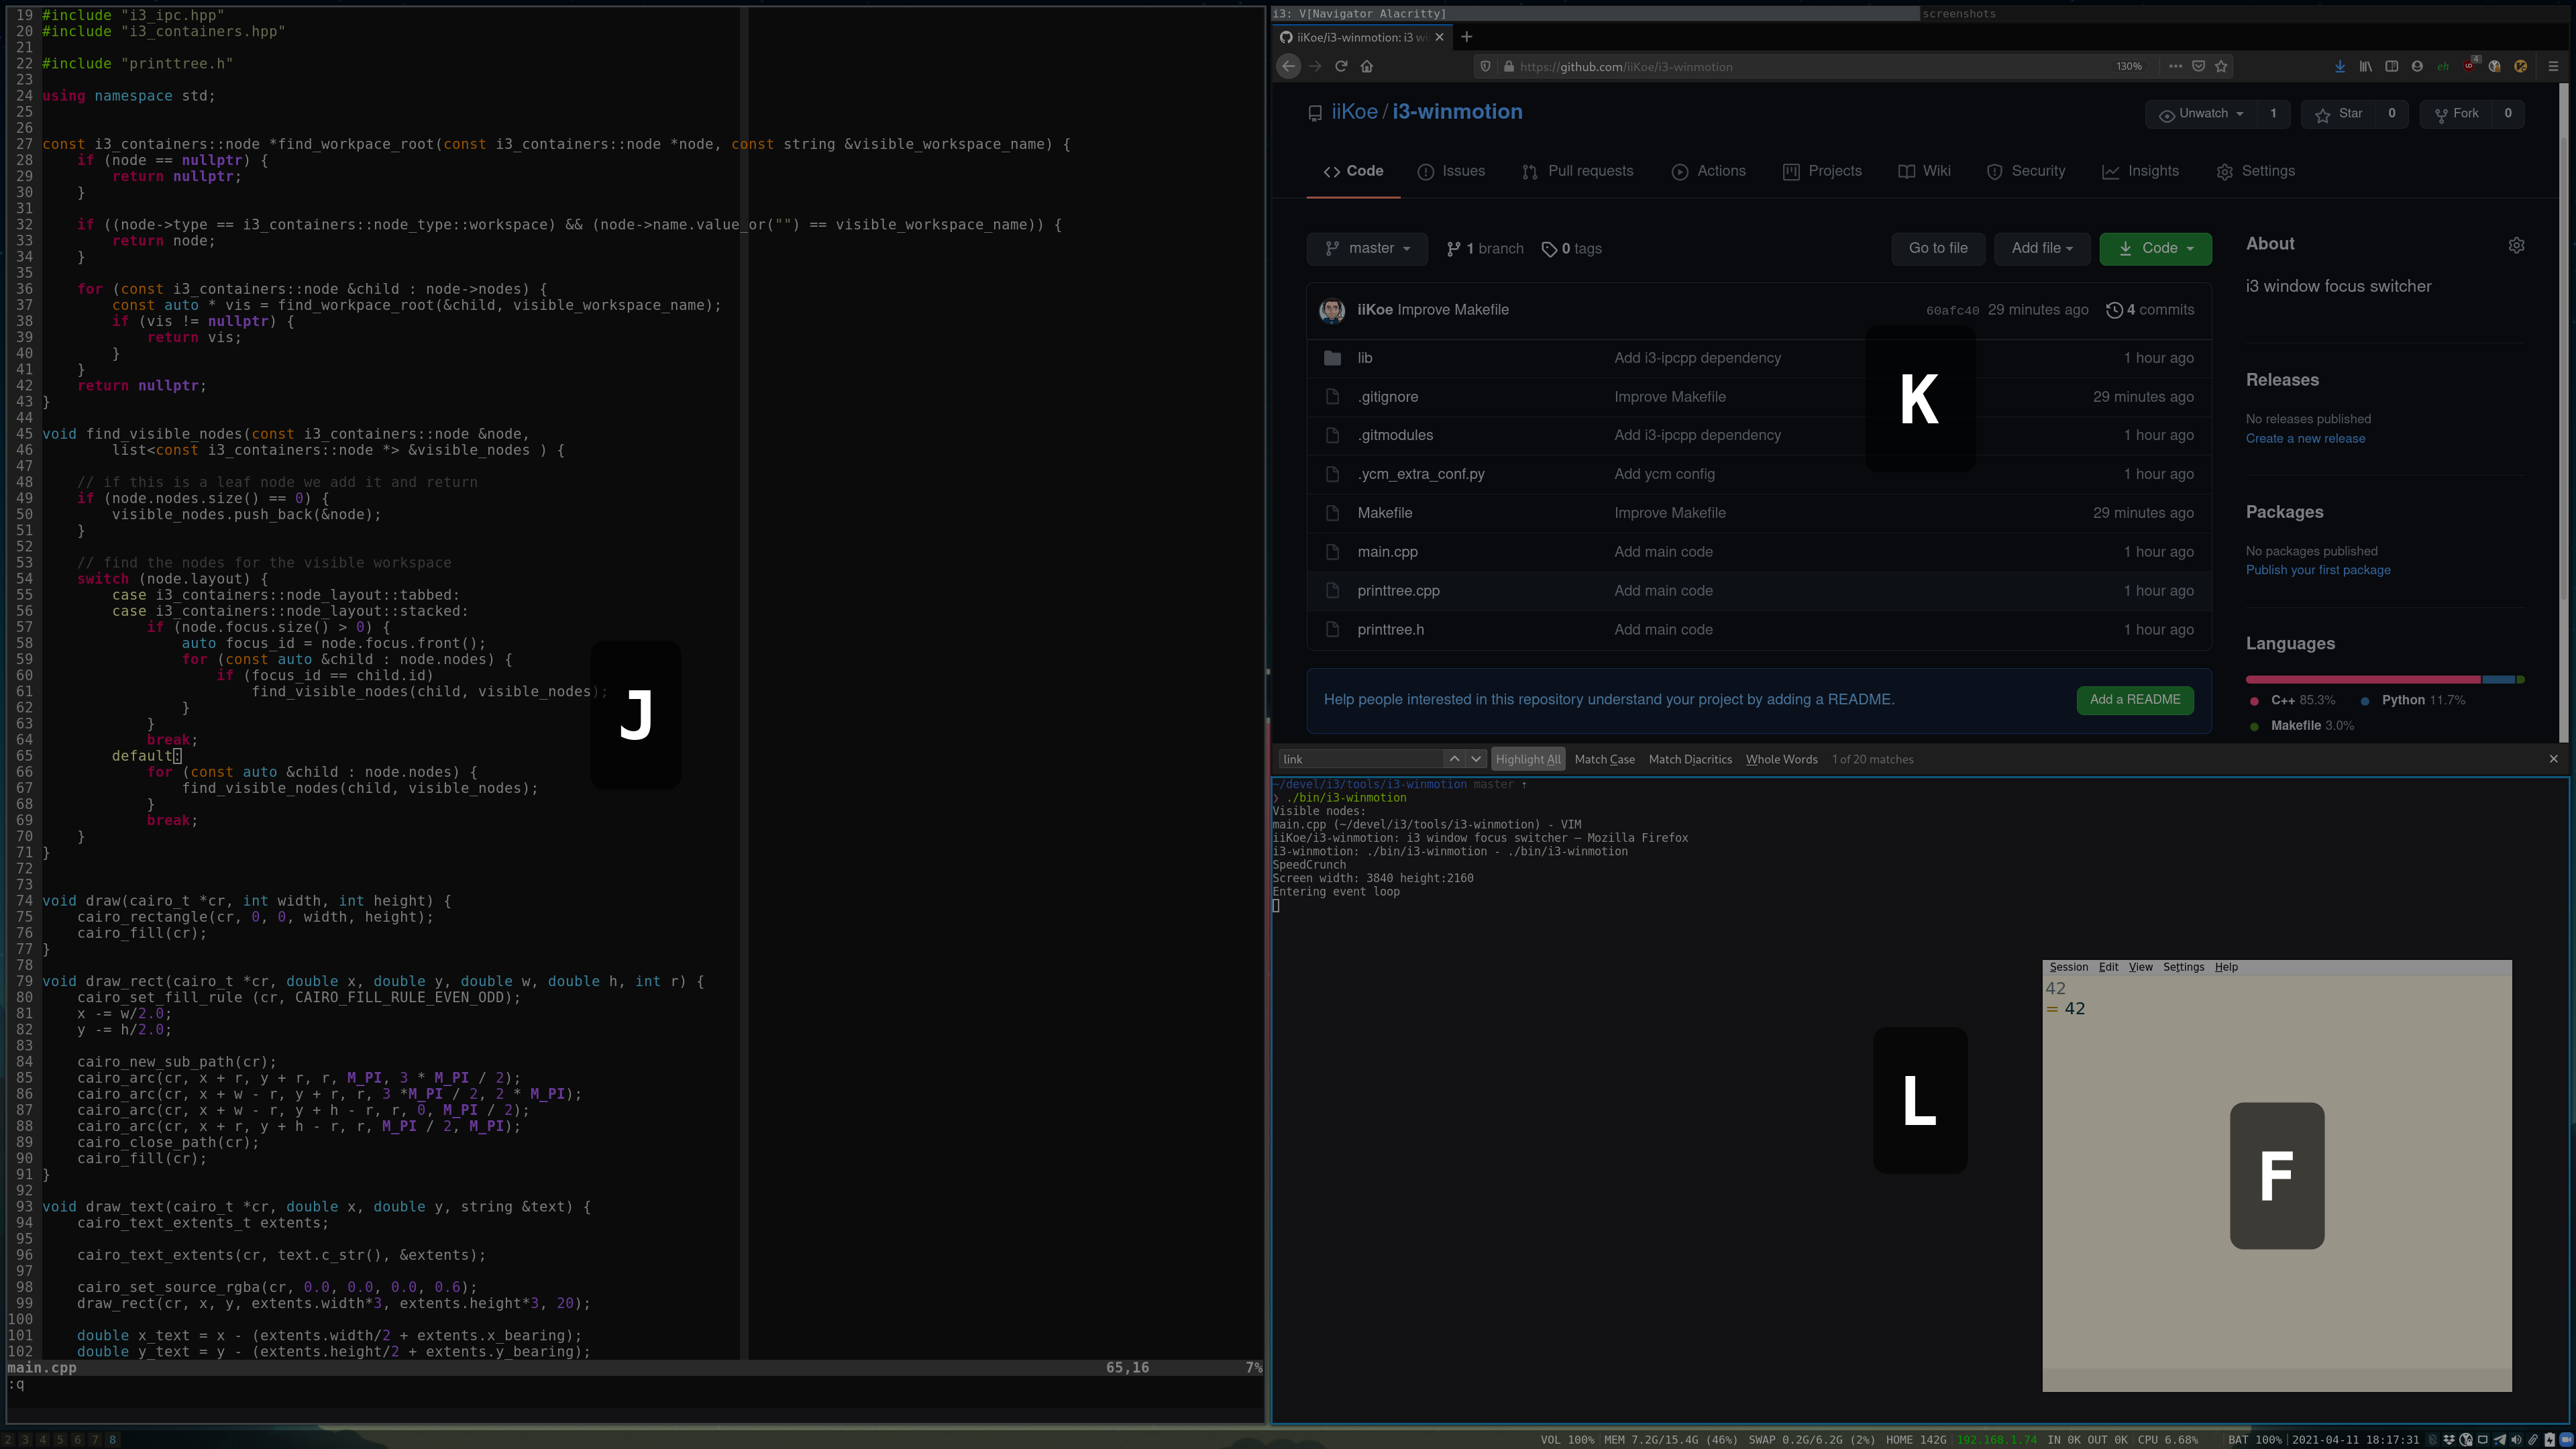 19 #include "i3_ipc.hpp"
20 #include "i3_containers.hpp"
21
22 #include "printtree.h"
23
24 using namespace std;
25
26
27 const i3_containers::node *find_workpace_root(const i3_containers::node *node, const string &visible_workspace_name) {
28     if (node == nullptr) {
29         return nullptr;
30     }
31
32     if ((node->type == i3_containers::node_type::workspace) && (node->name.value_or("") == visible_workspace_name)) {
33         return node;
34     }
35
36     for (const i3_containers::node &child : node->nodes) {
37         const auto * vis = find_workpace_root(&child, visible_workspace_name);
38         if (vis != nullptr) {
39             return vis;
40         }
41     }
42     return nullptr;
43 }
44
45 void find_visible_nodes(const i3_containers::node &node,
46         list<const i3_containers::node *> &visible_nodes ) {
47
48     // if this is a leaf node we add it and return
49     if (node.nodes.size() == 0) {
50         visible_nodes.push_back(&node);
51     }
52
53     // find the nodes for the visible workspace
54     switch (node.layout) {
55         case i3_containers::node_layout::tabbed:
56         case i3_containers::node_layout::stacked:
57             if (node.focus.size() > 0) {
58                 auto focus_id = node.focus.front();
59                 for (const auto &child : node.nodes) {
60                     if (focus_id == child.id)
61                         find_visible_nodes(child, visible_nodes);
62                 }
63             }
64             break;
65         default:
66             for (const auto &child : node.nodes) {
67                 find_visible_nodes(child, visible_nodes);
68             }
69             break;
70     }
71 }
72
73
74 void draw(cairo_t *cr, int width, int height) {
75     cairo_rectangle(cr, 0, 0, width, height);
76     cairo_fill(cr);
77 }
78
79 void draw_rect(cairo_t *cr, double x, double y, double w, double h, int r) {
80     cairo_set_fill_rule (cr, CAIRO_FILL_RULE_EVEN_ODD);
81     x -= w/2.0;
82     y -= h/2.0;
83
84     cairo_new_sub_path(cr);
85     cairo_arc(cr, x + r, y + r, r, M_PI, 3 * M_PI / 2);
86     cairo_arc(cr, x + w - r, y + r, r, 3 *M_PI / 2, 2 * M_PI);
87     cairo_arc(cr, x + w - r, y + h - r, r, 0, M_PI / 2);
88     cairo_arc(cr, x + r, y + h - r, r, M_PI / 2, M_PI);
89     cairo_close_path(cr);
90     cairo_fill(cr);
91 }
92
93 void draw_text(cairo_t *cr, double x, double y, string &text) {
94     cairo_text_extents_t extents;
95
96     cairo_text_extents(cr, text.c_str(), &extents);
97
98     cairo_set_source_rgba(cr, 0.0, 0.0, 0.0, 0.6);
99     draw_rect(cr, x, y, extents.width*3, extents.height*3, 20);
100
101     double x_text = x - (extents.width/2 + extents.x_bearing);
102     double y_text = y - (extents.height/2 + extents.y_bearing);
main.cpp 65,16 7%
:q
J
i3: V[Navigator Alacritty] screenshots
iiKoe/i3-winmotion: i3 wi
https://github.com/iiKoe/i3-winmotion 130%
iiKoe / i3-winmotion
Unwatch 1 Star 0 Fork 0
Code Issues Pull requests Actions Projects Wiki Security Insights Settings
master 1 branch 0 tags Go to file Add file Code
iiKoe Improve Makefile 60afc40 29 minutes ago 4 commits
lib Add i3-ipcpp dependency 1 hour ago
.gitignore Improve Makefile 29 minutes ago
.gitmodules Add i3-ipcpp dependency 1 hour ago
.ycm_extra_conf.py Add ycm config 1 hour ago
Makefile Improve Makefile 29 minutes ago
main.cpp Add main code 1 hour ago
printtree.cpp Add main code 1 hour ago
printtree.h Add main code 1 hour ago
K
Help people interested in this repository understand your project by adding a README. Add a README
About
i3 window focus switcher
Releases
No releases published
Create a new release
Packages
No packages published
Publish your first package
Languages
C++ 85.3% Python 11.7%
Makefile 3.0%
link Highlight All Match Case Match Diacritics Whole Words 1 of 20 matches
~/devel/i3/tools/i3-winmotion master ↑
❯ ./bin/i3-winmotion
Visible nodes:
main.cpp (~/devel/i3/tools/i3-winmotion) - VIM
iiKoe/i3-winmotion: i3 window focus switcher — Mozilla Firefox
i3-winmotion: ./bin/i3-winmotion - ./bin/i3-winmotion
SpeedCrunch
Screen width: 3840 height:2160
Entering event loop
L
Session Edit View Settings Help
42
= 42
F
2 3 4 5 6 7 8
VOL 100% MEM 7.2G/15.4G (46%) SWAP 0.2G/6.2G (2%) HOME 142G 192.168.1.74 IN 0K OUT 0K CPU 6.68% BAT 100% 2021-04-11 18:17:31